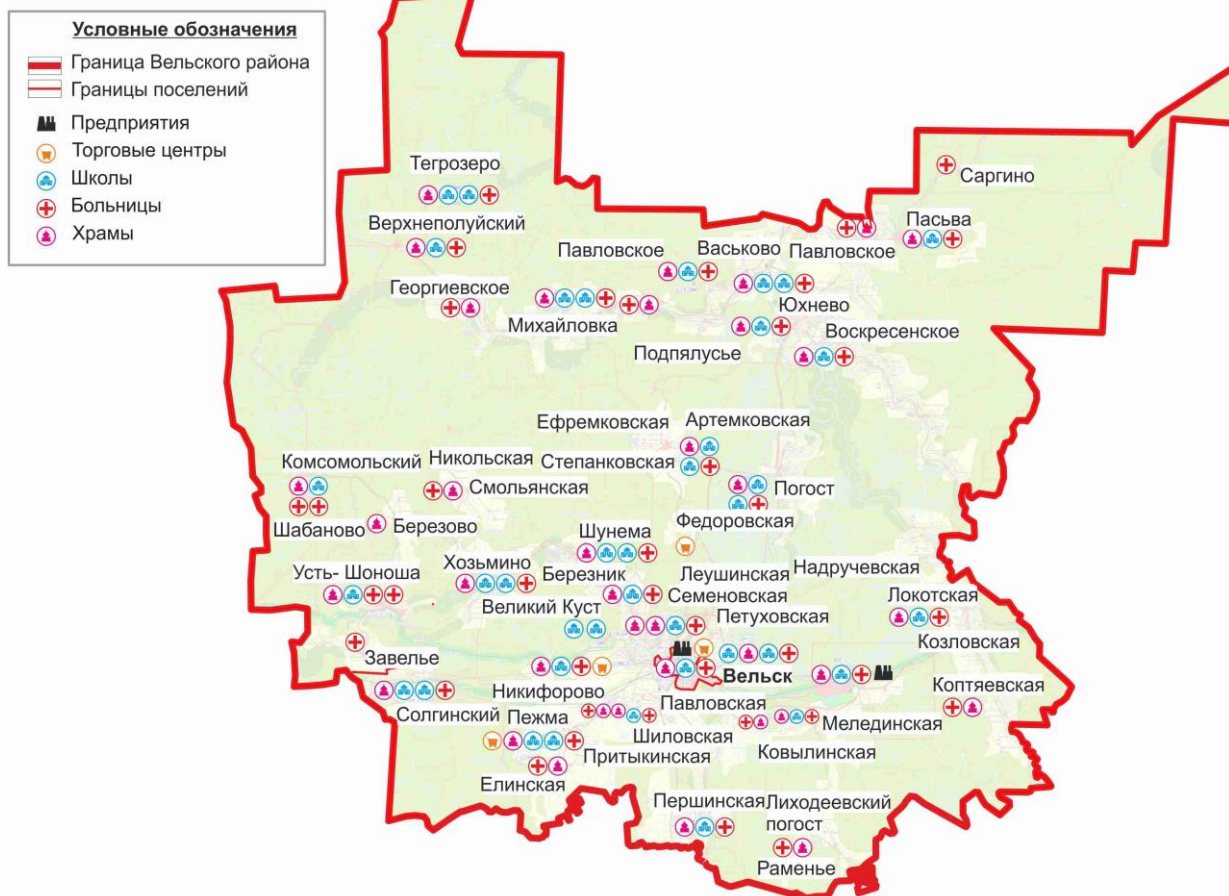 Условные обозначения
Граница Вельского района
Границы поселений
Предприятия
Торговые центры
Школы
Больницы
Храмы
Тегрозеро
Саргино
Верхнеполуйский
Павловское
Васьково
Павловское
Пасьва
Георгиевское
Михайловка
Юхнево
Подпялусье
Воскресенское
Ефремковская
Артемковская
Комсомольский
Никольская
Степанковская
Смольянская
Погост
Шабаново
Березово
Федоровская
Шунема
Усть- Шоноша
Хозьмино
Березник
Леушинская
Надручевская
Великий Куст
Семеновская
Локотская
Петуховская
Козловская
Завелье
Вельск
Никифорово
Коптяевская
Солгинский
Пежма
Павловская
Шиловская
Меледин­ская
Притыкинская
Ковылинская
Елинская
Першинская
Лиходеевский
погост
Раменье